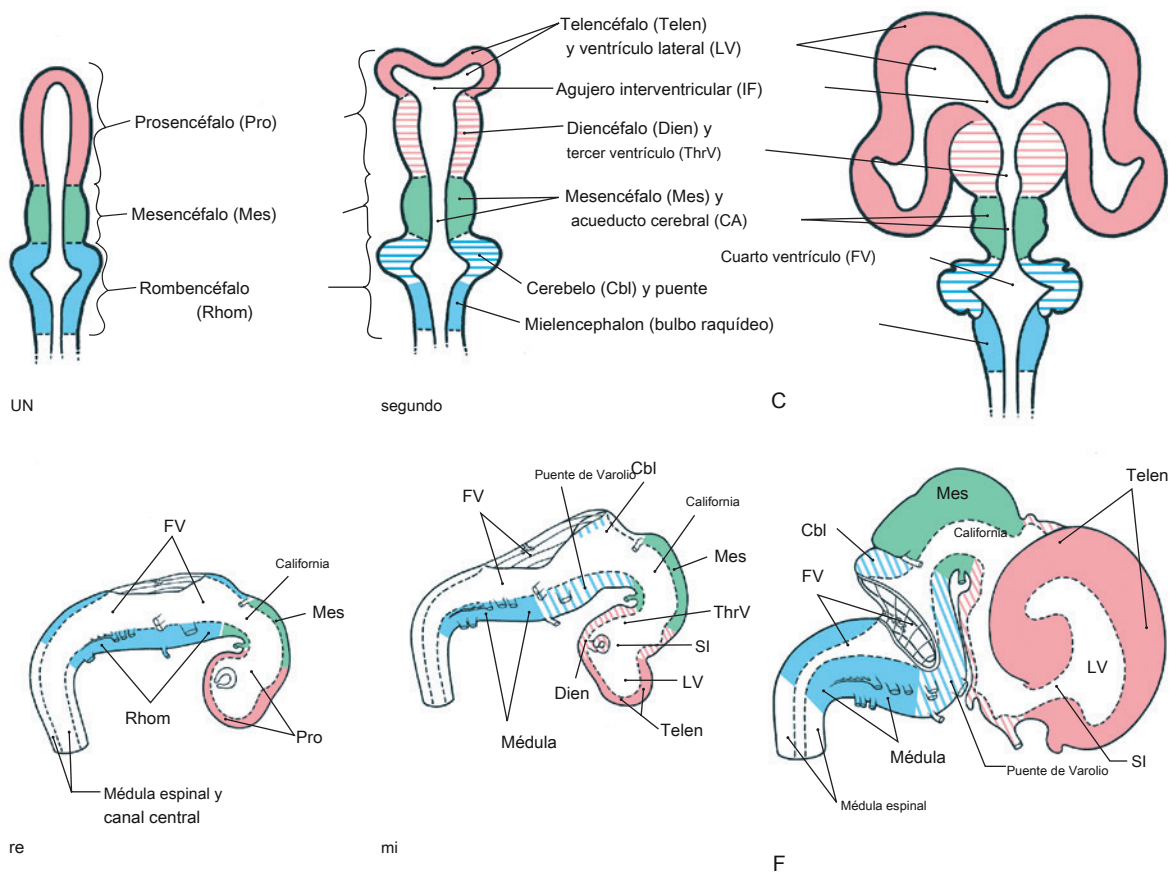 Telencéfalo (Telen)
y ventrículo lateral (LV)
Agujero interventricular (IF)
Prosencéfalo (Pro)
Diencéfalo (Dien) y
tercer ventrículo (ThrV)
Mesencéfalo (Mes)
Mesencéfalo (Mes) y
acueducto cerebral (CA)
Cuarto ventrículo (FV)
Rombencéfalo
(Rhom)
Cerebelo (Cbl) y puente
Mielencephalon (bulbo raquídeo)
UN
segundo
C
FV
California
Mes
Rhom
Pro
Médula espinal y
canal central
re
Cbl
Puente de Varolio
FV
California
Mes
ThrV
SI
Dien
LV
Telen
Médula
mi
Telen
Mes
Cbl
California
FV
LV
Médula
SI
Puente de Varolio
Médula espinal
F